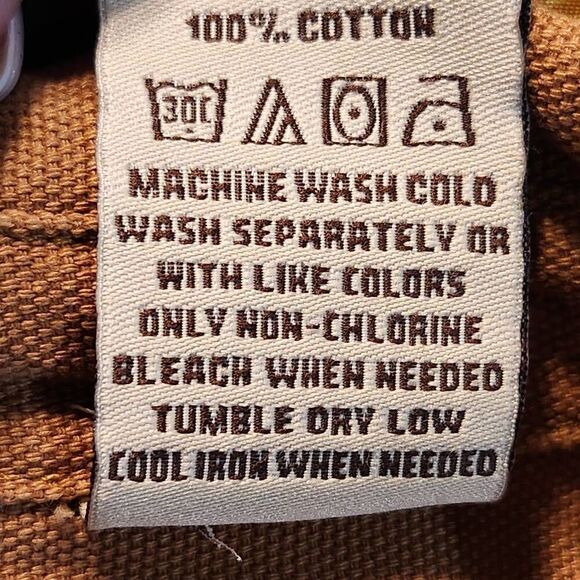 100% COTTON
30C
MACHINE WASH COLD
WASH SEPARATELY OR
WITH LIKE COLORS
ONLY NON-CHLORINE
BLEACH WHEN NEEDED
TUMBLE DRY LOW
COOL IRON WHEN NEEDED